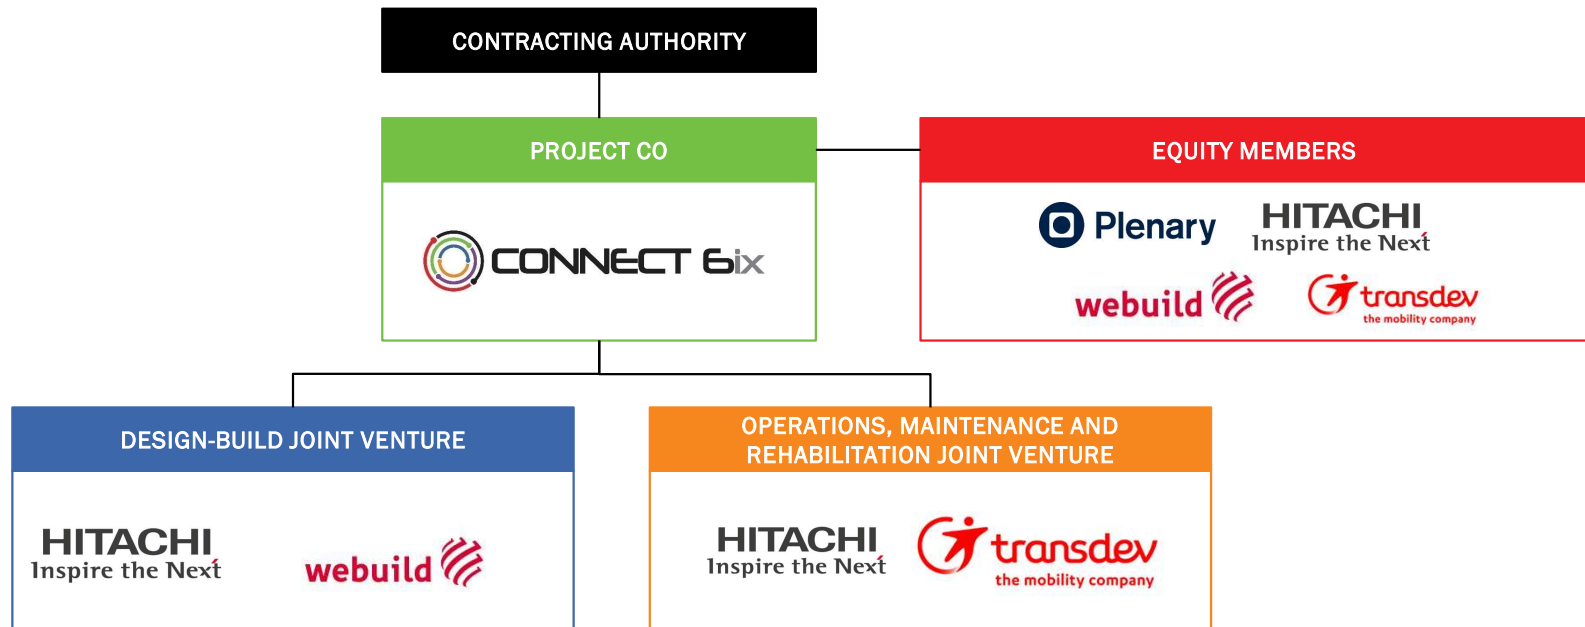 CONTRACTING AUTHORITY
PROJECT CO
EQUITY MEMBERS
CONNECT 6ix
Plenary
HITACHI
Inspire the Next
webuild
transdev
the mobility company
DESIGN-BUILD JOINT VENTURE
OPERATIONS, MAINTENANCE AND
REHABILITATION JOINT VENTURE
HITACHI
Inspire the Next
webuild
HITACHI
Inspire the Next
transdev
the mobility company